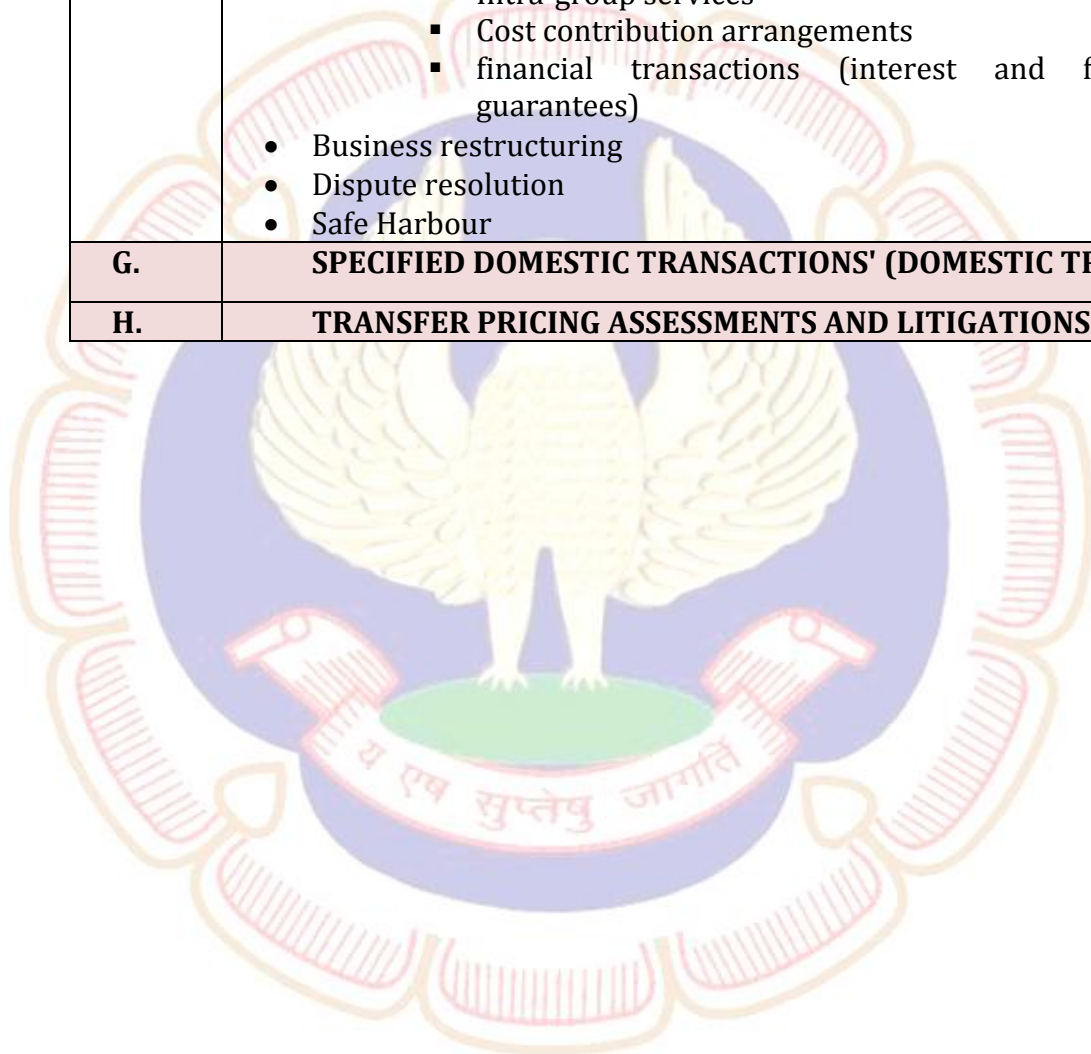 ▪ Cost contribution arrangements
▪ financial transactions (interest and
guarantees)
• Business restructuring
• Dispute resolution
• Safe Harbour
G. SPECIFIED DOMESTIC TRANSACTIONS' (DOMESTIC
H. TRANSFER PRICING ASSESSMENTS AND LITIGATIONS
य एष सुप्तेषु जागर्ति